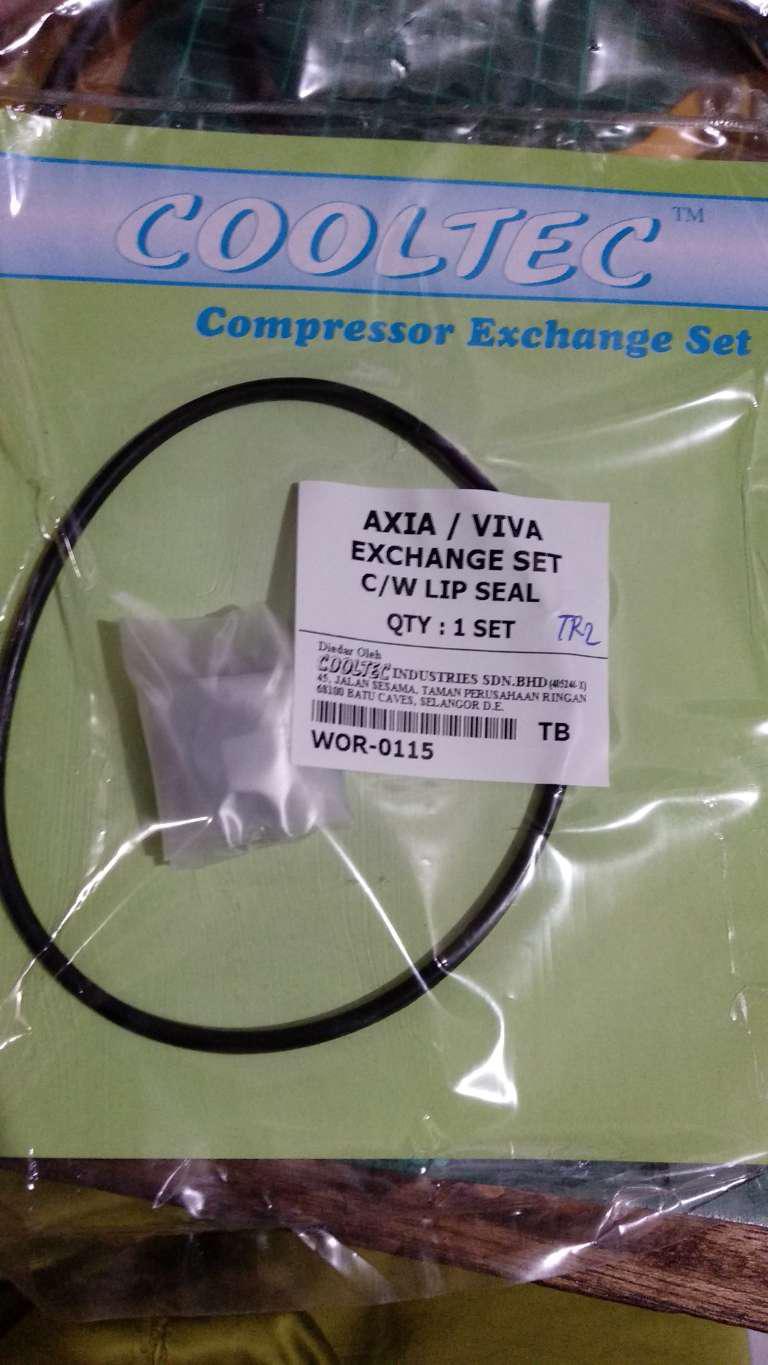 COOLTEC™
Compressor Exchange Set
AXIA / VIVA
EXCHANGE SET
C/W LIP SEAL
QTY : 1 SET TR2
Diedar Oleh
COOLTEC INDUSTRIES SDN.BHD (405246-X)
45, JALAN SESAMA, TAMAN PERUSAHAAN RINGAN
68100 BATU CAVES, SELANGOR D.E.
TB
WOR-0115